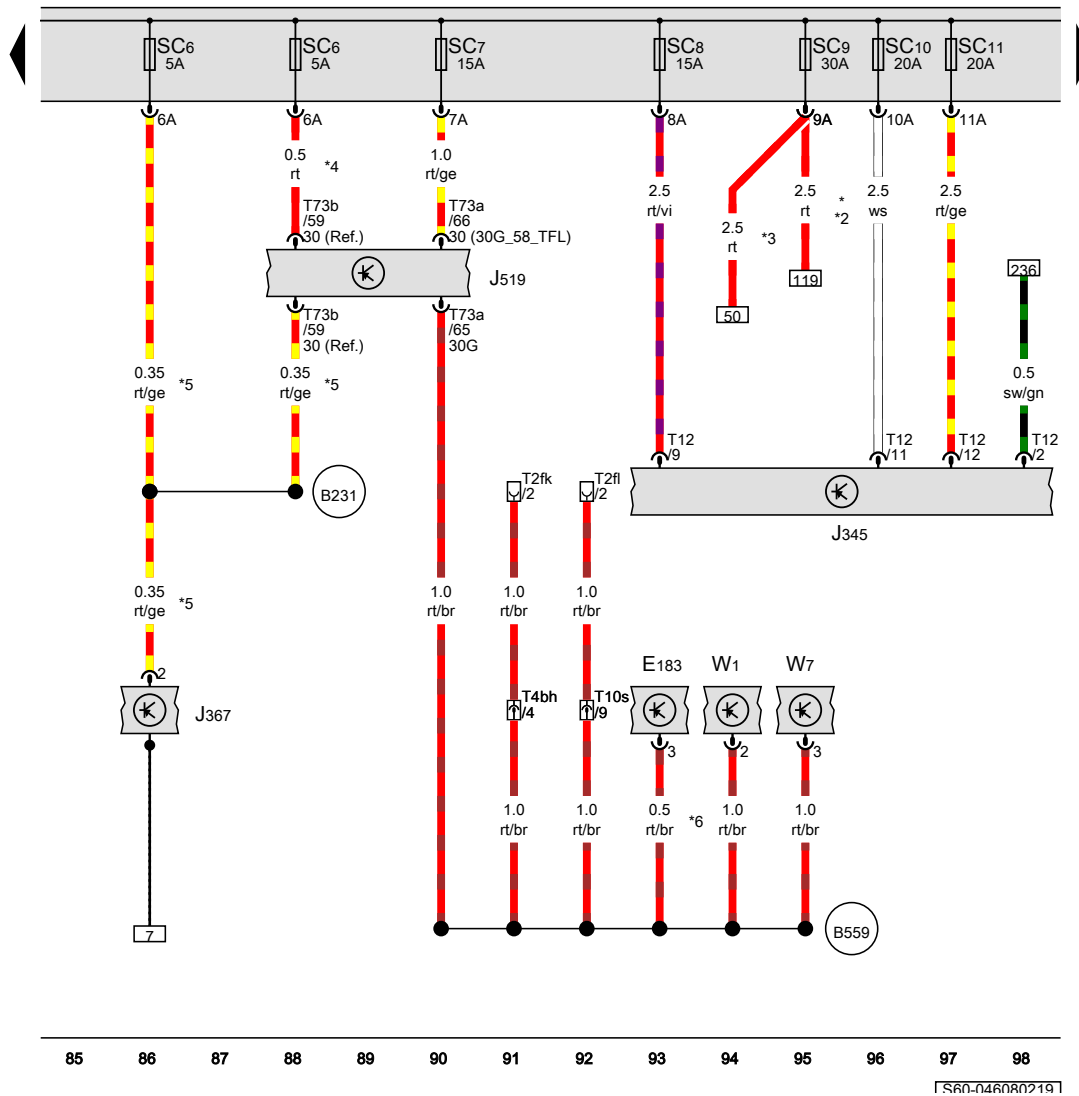 SC6 SC6 SC7 SC8 SC9 SC10 SC11
5A 5A 15A 15A 30A 20A 20A
6A 6A 7A 8A 9A 10A 11A
0.5 *4 1.0
rt rt/ge
2.5 2.5 * 2.5 2.5
rt/vi rt *2 ws rt/ge
T73b T73a
/59 /66
30 (Ref.) 30 (30G_58_TFL)
2.5 *3
rt
J519
119
236
50
T73b T73a
/59 /65
30 (Ref.) 30G
0.35 *5 0.35 *5 0.5
rt/ge rt/ge sw/gn
T12 T12 T12 T12
/9 /11 /12 /2
T2fk T2fl
/2 /2
B231
J345
0.35 *5 1.0 1.0 1.0
rt/ge rt/br rt/br rt/br
2
E183 W1 W7
T4bh T10s
/4 /9
J367
3 2 3
1.0 1.0 0.5 *6 1.0 1.0
rt/br rt/br rt/br rt/br rt/br
7
B559
85 86 87 88 89 90 91 92 93 94 95 96 97 98
S60-046080219